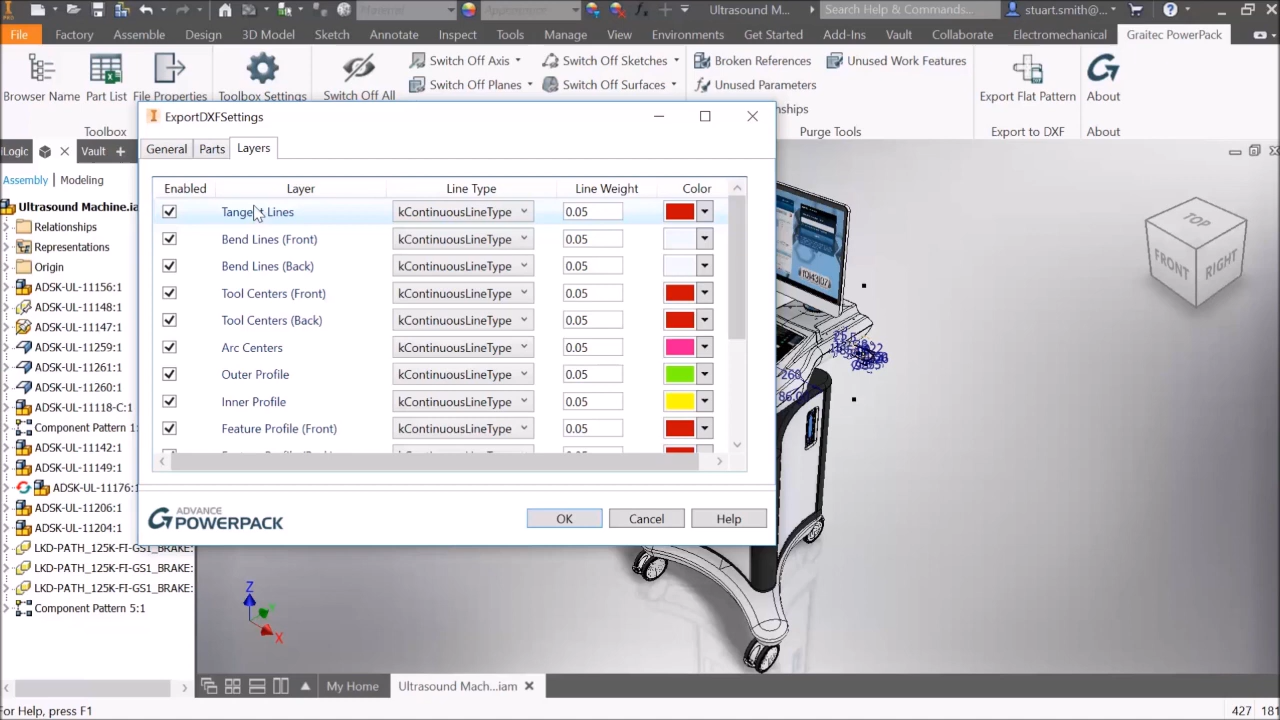 PRO
Material
Appearance
Ultrasound M...
Search Help & Commands...
stuart.smith@...
File
Factory
Assemble
Design
3D Model
Sketch
Annotate
Inspect
Tools
Manage
View
Environments
Get Started
Add-Ins
Vault
Collaborate
Electromechanical
Graitec PowerPack
Switch Off Axis
Switch Off Sketches
Broken References
Unused Work Features
Switch Off Planes
Switch Off Surfaces
Unused Parameters
Browser Name
Part List
File Properties
Toolbox Settings
Switch Off All
nships
Export Flat Pattern
About
Toolbox
Purge Tools
Export to DXF
About
ExportDXFSettings
General
Parts
Layers
iLogic
Vault
Assembly
Modeling
Ultrasound Machine.ia
Relationships
Representations
Origin
ADSK-UL-11156:1
ADSK-UL-11148:1
ADSK-UL-11147:1
ADSK-UL-11259:1
ADSK-UL-11261:1
ADSK-UL-11260:1
ADSK-UL-11118-C:1
Component Pattern 1:
ADSK-UL-11142:1
ADSK-UL-11149:1
ADSK-UL-11176:1
ADSK-UL-11206:1
ADSK-UL-11204:1
LKD-PATH_125K-FI-GS1_BRAKE:
LKD-PATH_125K-FI-GS1_BRAKE:
LKD-PATH_125K-FI-GS1_BRAKE:
Component Pattern 5:1
Enabled Layer Line Type Line Weight Color
Tangent Lines kContinuousLineType 0.05
Bend Lines (Front) kContinuousLineType 0.05
Bend Lines (Back) kContinuousLineType 0.05
Tool Centers (Front) kContinuousLineType 0.05
Tool Centers (Back) kContinuousLineType 0.05
Arc Centers kContinuousLineType 0.05
Outer Profile kContinuousLineType 0.05
Inner Profile kContinuousLineType 0.05
Feature Profile (Front) kContinuousLineType 0.05
ADVANCE
POWERPACK
OK
Cancel
Help
TOP
FRONT
RIGHT
260
Z
X
My Home
Ultrasound Mach...iam
For Help, press F1
427
181